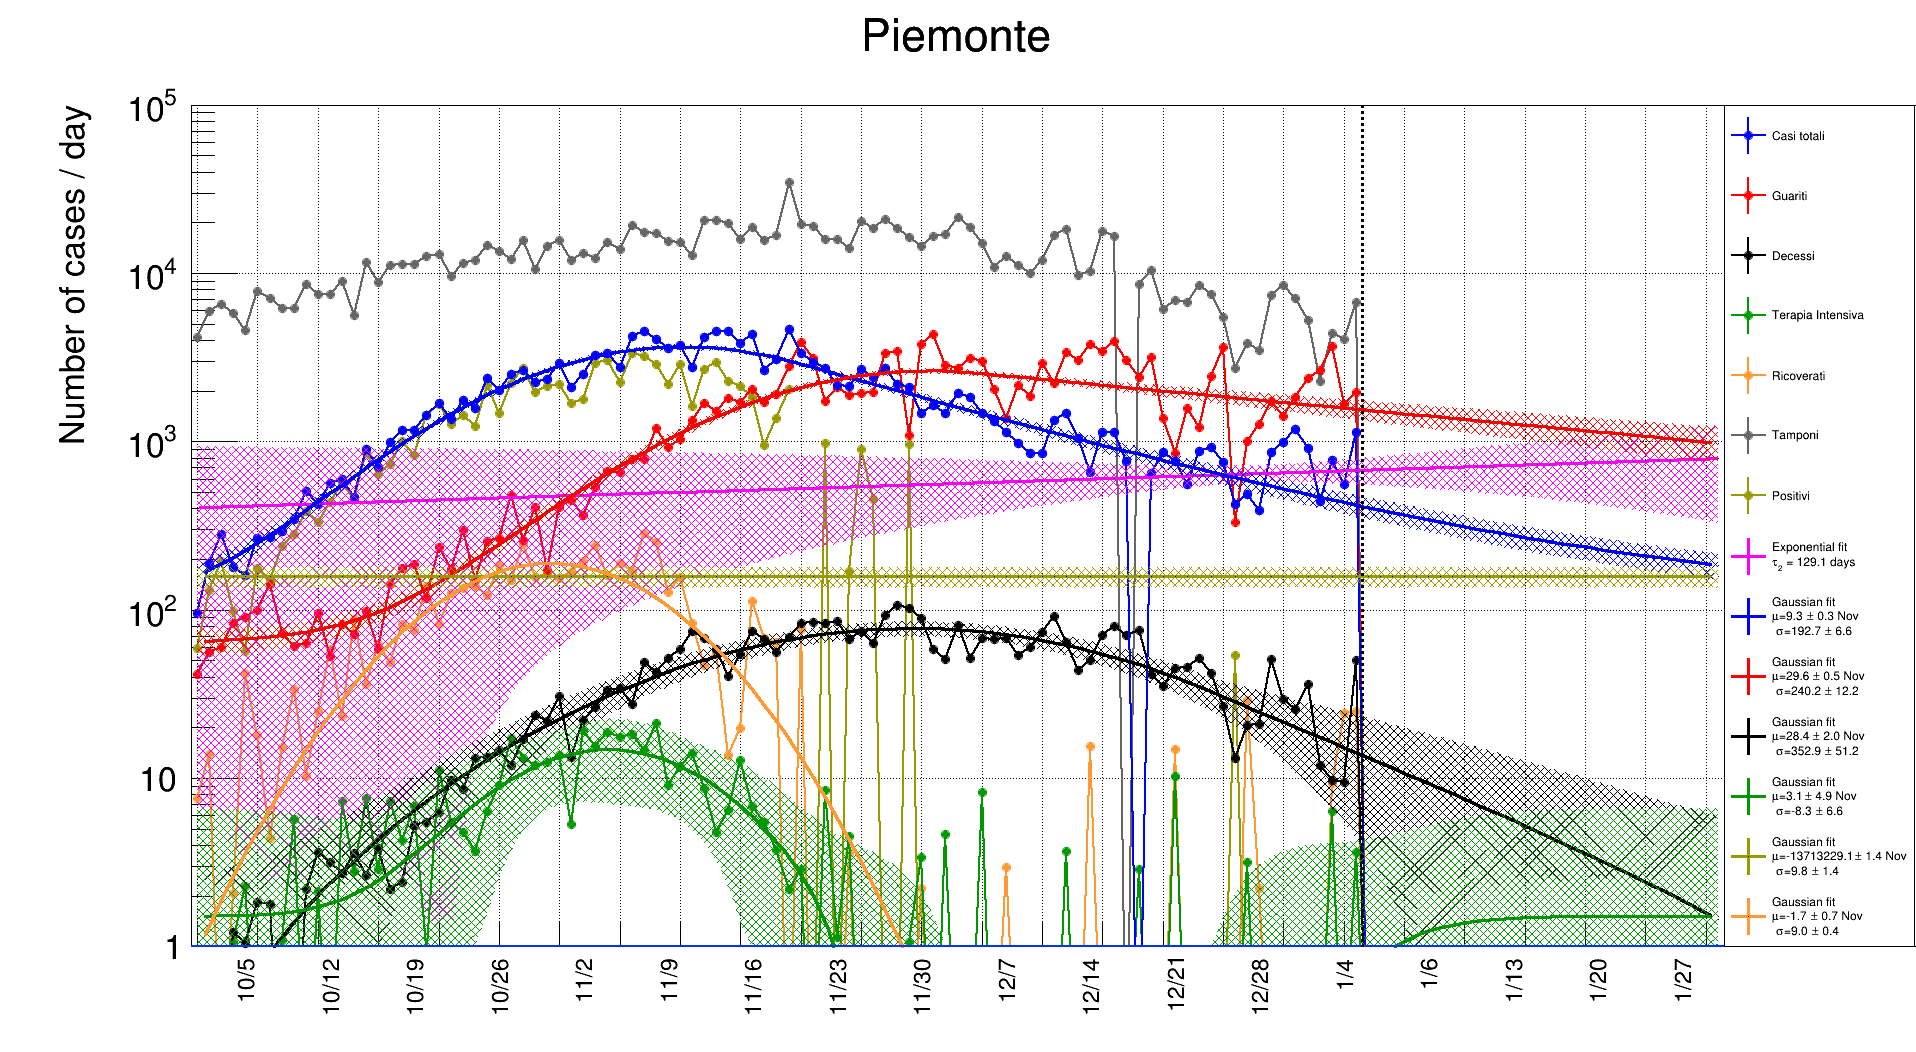 Piemonte
Number of cases / day
10^5
10^4
10^3
10^2
10
1
10/5
10/12
10/19
10/26
11/2
11/9
11/16
11/23
11/30
12/7
12/14
12/21
12/28
1/4
1/6
1/13
1/20
1/27
Casi totali
Guariti
Decessi
Terapia Intensiva
Ricoverati
Tamponi
Positivi
Exponential fit
τ₂ = 129.1 days
Gaussian fit
μ=9.3 ± 0.3 Nov
σ=192.7 ± 6.6
Gaussian fit
μ=29.6 ± 0.5 Nov
σ=240.2 ± 12.2
Gaussian fit
μ=28.4 ± 2.0 Nov
σ=352.9 ± 51.2
Gaussian fit
μ=3.1 ± 4.9 Nov
σ=-8.3 ± 6.6
Gaussian fit
μ=-13713229.1 ± 1.4 Nov
σ=9.8 ± 1.4
Gaussian fit
μ=-1.7 ± 0.7 Nov
σ=9.0 ± 0.4